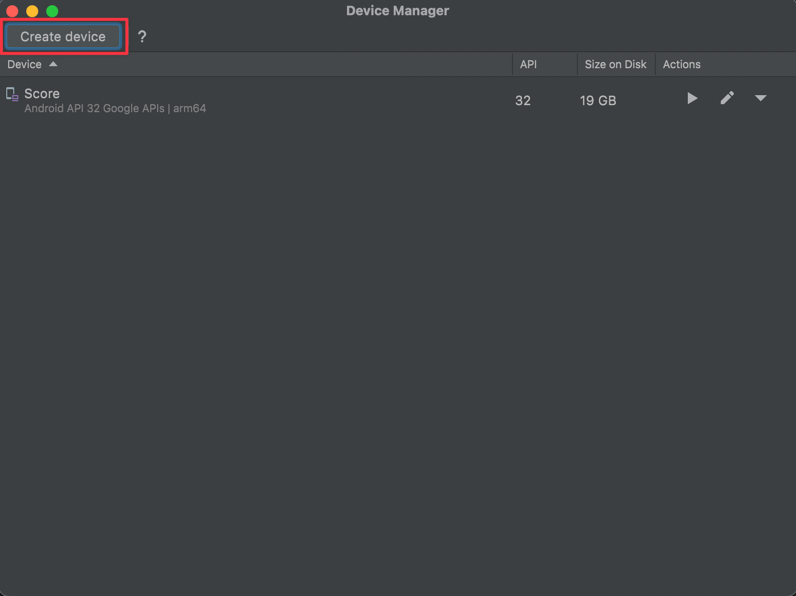 Device Manager
Create device ?
Device API Size on Disk Actions
Score 32 19 GB
Android API 32 Google APIs | arm64